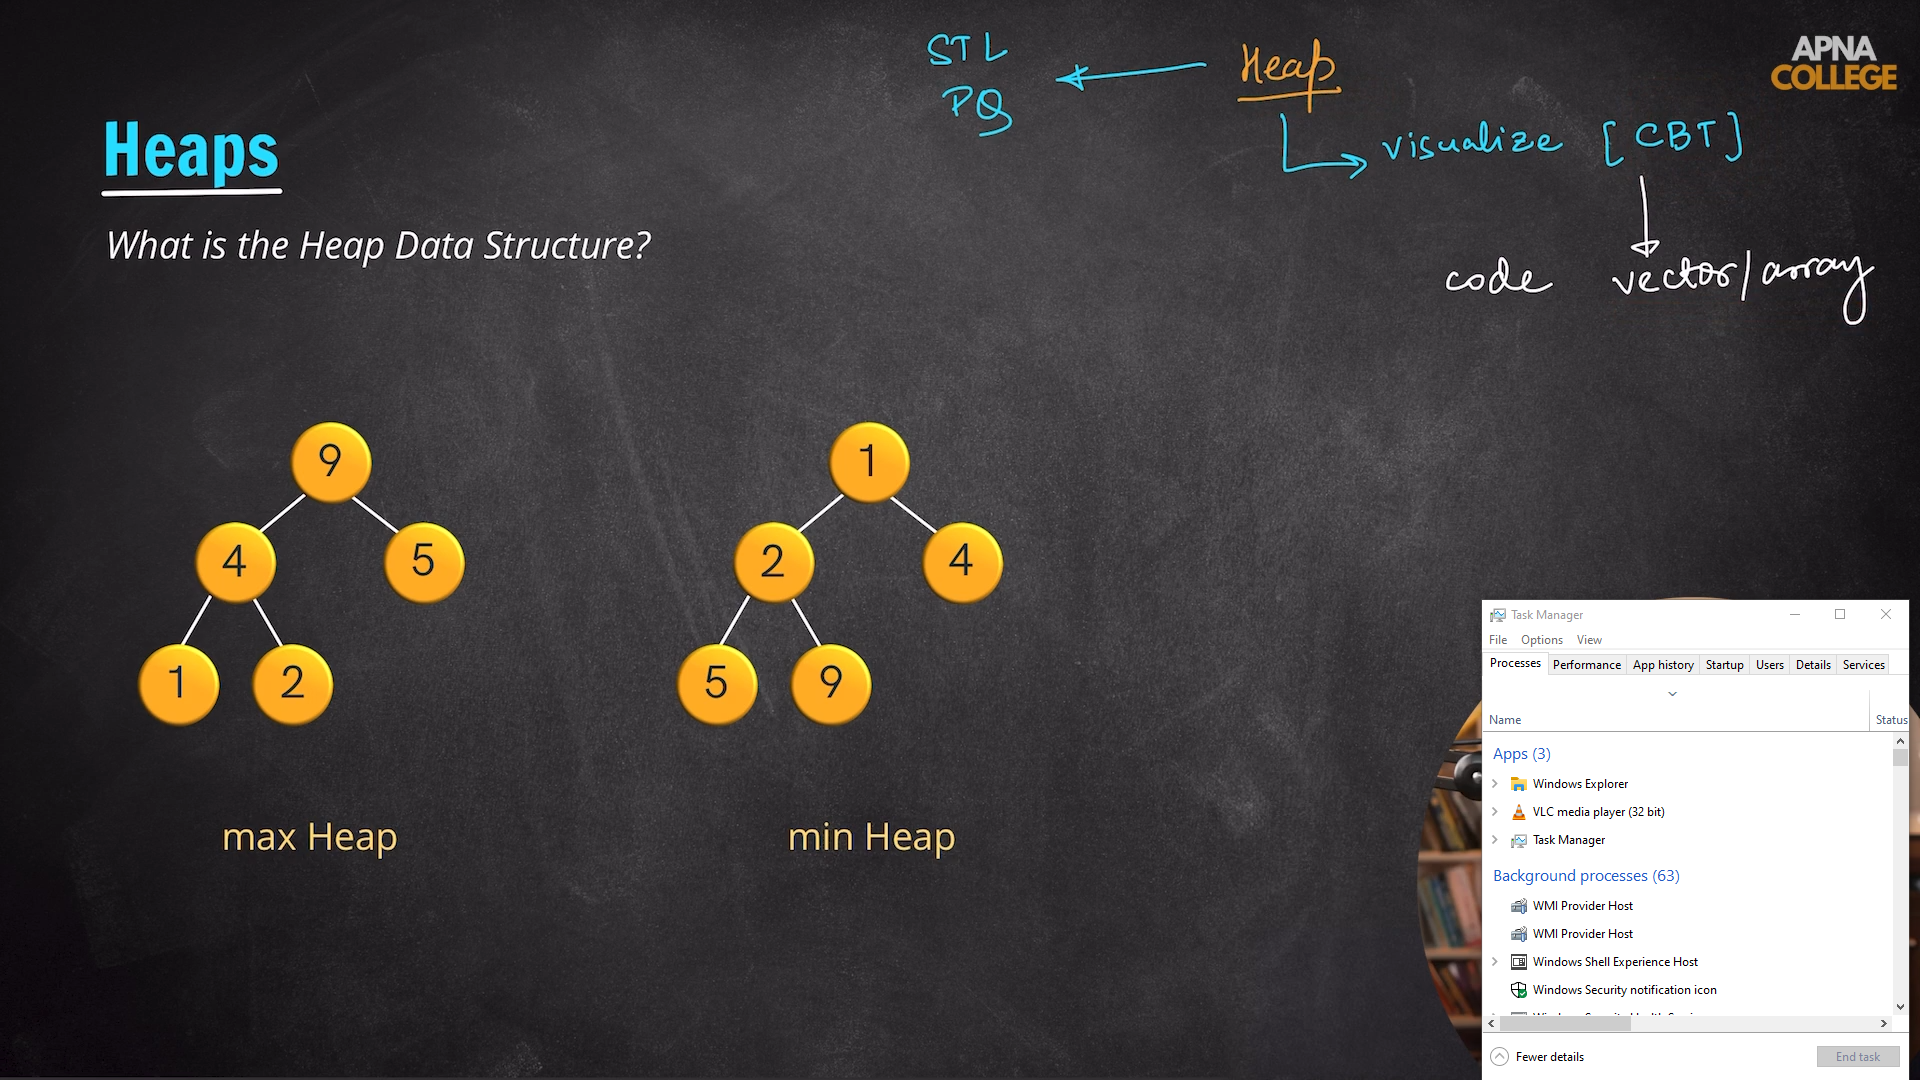 STL
PQ
Heap
APNA
COLLEGE
Heaps
visualize [CBT]
What is the Heap Data Structure?
code vector/array
9
4 5
1 2
max Heap
1
2 4
5 9
min Heap
Task Manager
File Options View
Processes Performance App history Startup Users Details Services
Name Status
Apps (3)
Windows Explorer
VLC media player (32 bit)
Task Manager
Background processes (63)
WMI Provider Host
WMI Provider Host
Windows Shell Experience Host
Windows Security notification icon
Fewer details End task